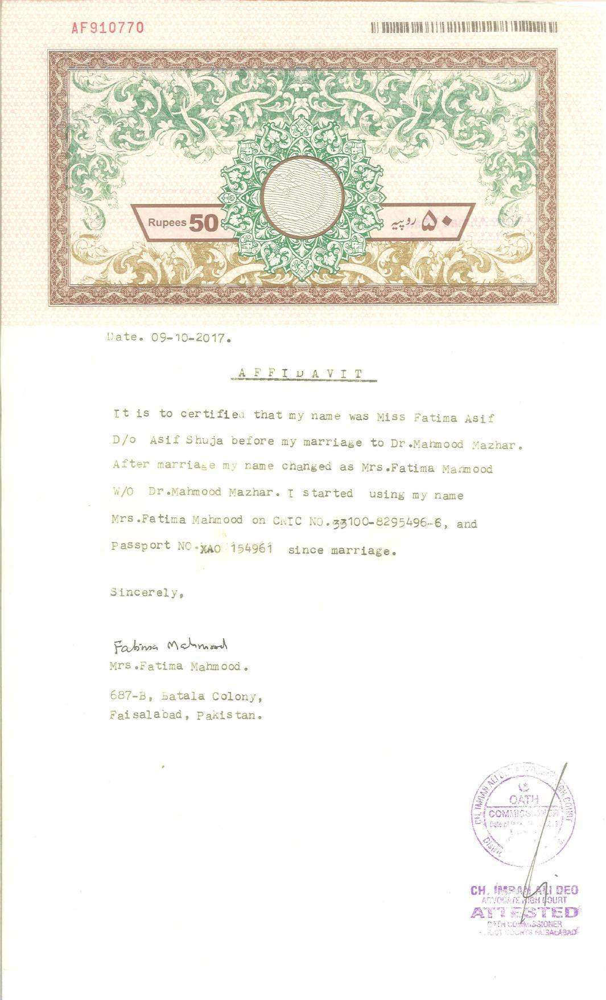 AF910770
Rupees 50
۵۰ روپیہ
Date. 09-10-2017.
AFFIDAVIT
It is to certified that my name was Miss Fatima Asif
D/o Asif Shuja before my marriage to Dr.Mahmood Mazhar.
After marriage my name changed as Mrs.Fatima Mahmood
W/O Dr.Mahmood Mazhar. I started using my name
Mrs.Fatima Mahmood on CNIC NO.33100-8295496-6, and
Passport NO.XAO 154961 since marriage.
Sincerely,
Fatima Mahmood
Mrs.Fatima Mahmood.
687-B, Batala Colony,
Faisalabad, Pakistan.
CH. IMRAN ALI DEO ADVOCATE HIGH COURT
OATH
COMMISSIONER
Date of
CH. IMRAN ALI DEO
ADVOCATE HIGH COURT
ATTESTED
OATH COMMISSIONER
DISTRICT COURTS FAISALABAD